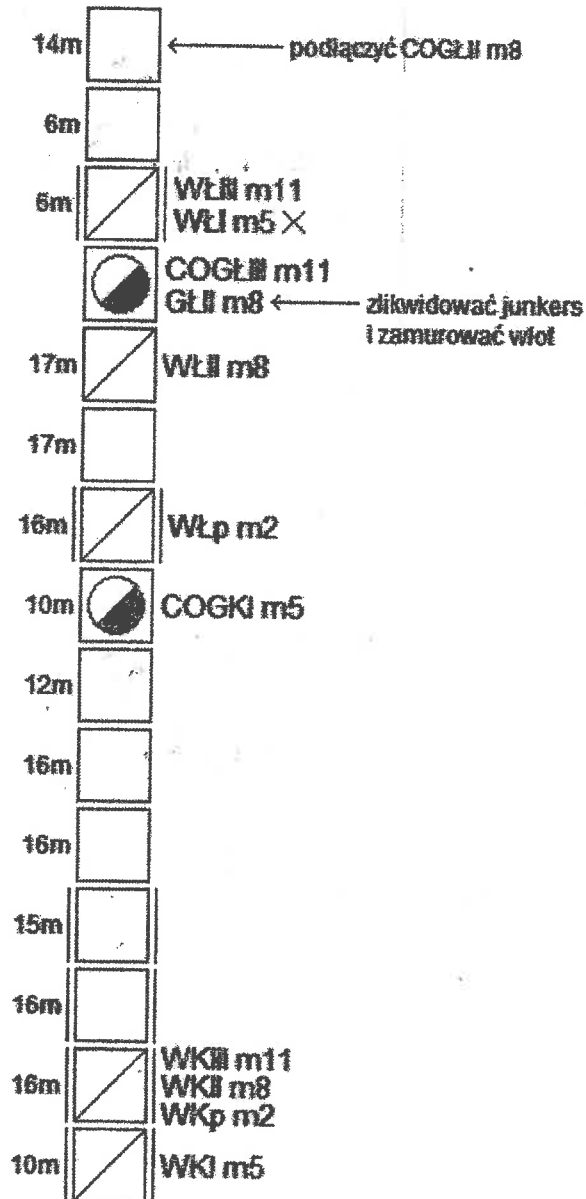 14m podłączyć COGŁII m8
6m
6m WŁIII m11
WŁI m5 ×
COGŁIII m11
GŁII m8 zlikwidować junkers
i zamurować wlot
17m WŁII m8
17m
16m WŁp m2
10m COGKI m5
12m
16m
16m
15m
16m
16m WKIII m11
WKII m8
WKp m2
10m WKI m5